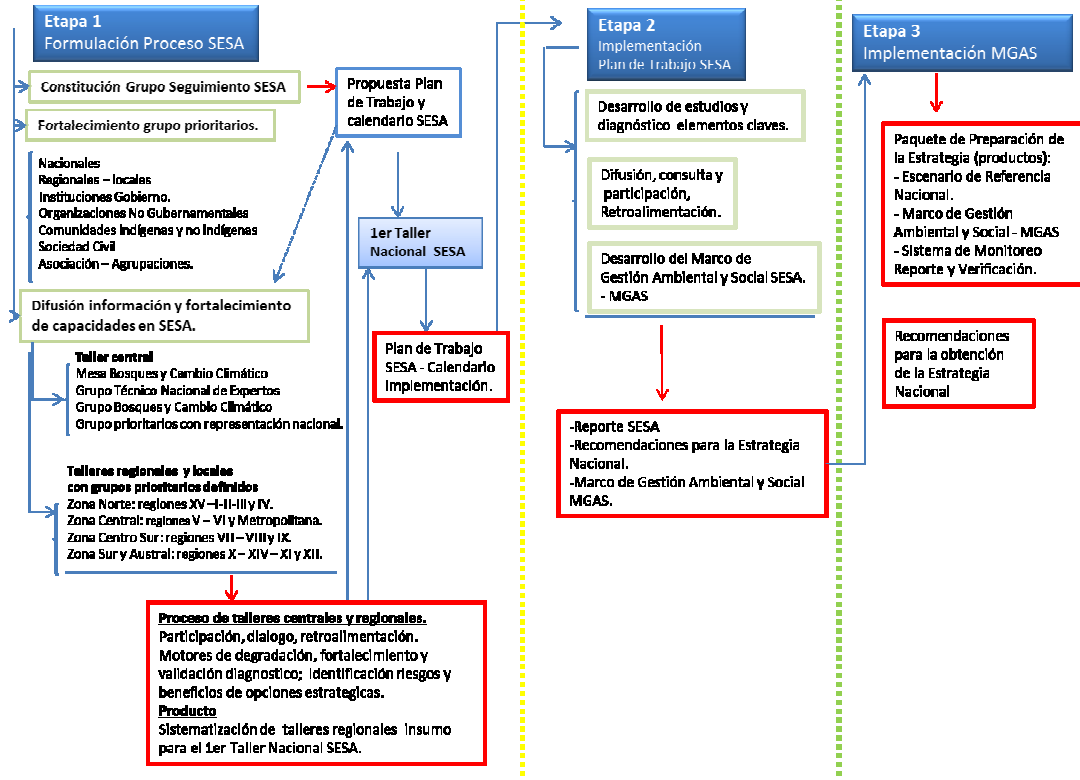 Etapa 1
Formulación Proceso SESA
Constitución Grupo Seguimiento SESA
Fortalecimiento grupo prioritarios.
Nacionales
Regionales – locales
Instituciones Gobierno.
Organizaciones No Gubernamentales
Comunidades Indígenas y no indígenas
Sociedad Civil
Asociación – Agrupaciones.
Difusión información y fortalecimiento
de capacidades en SESA.
Taller central
Mesa Bosques y Cambio Climático
Grupo Técnico Nacional de Expertos
Grupo Bosques y Cambio Climático
Grupo prioritarios con representación nacional.
Talleres regionales y locales
con grupos prioritarios definidos
Zona Norte: regiones XV –I-II-III y IV.
Zona Central: regiones V – VI y Metropolitana.
Zona Centro Sur: regiones VII – VIII y IX.
Zona Sur y Austral: regiones X – XIV – XI y XII.
Proceso de talleres centrales y regionales.
Participación, dialogo, retroalimentación.
Motores de degradación, fortalecimiento y
validación diagnostico; identificación riesgos y
beneficios de opciones estrategicas.
Producto
Sistematización de talleres regionales insumo
para el 1er Taller Nacional SESA.
Propuesta Plan
de Trabajo y
calendario SESA
1er Taller
Nacional SESA
Plan de Trabajo
SESA - Calendario
Implementación.
Etapa 2
Implementación
Plan de Trabajo SESA
Desarrollo de estudios y
diagnóstico elementos claves.
Difusión, consulta y
participación,
Retroalimentación.
Desarrollo del Marco de
Gestión Ambiental y Social SESA.
- MGAS
-Reporte SESA
-Recomendaciones para la Estrategia
Nacional.
-Marco de Gestión Ambiental y Social
MGAS.
Etapa 3
Implementación MGAS
Paquete de Preparación de
la Estrategia (productos):
- Escenario de Referencia
Nacional.
- Marco de Gestión
Ambiental y Social - MGAS
- Sistema de Monitoreo
Reporte y Verificación.
Recomendaciones
para la obtención
de la Estrategia
Nacional